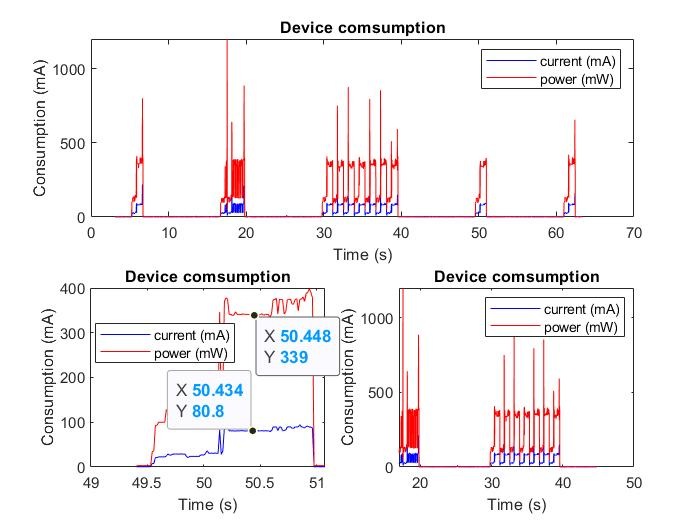 Device comsumption
Consumption (mA)
1000
500
0
current (mA)
power (mW)
0 10 20 30 40 50 60 70
Time (s)
Device comsumption
Consumption (mA)
400
300
200
100
0
current (mA)
power (mW)
X 50.448
Y 339
X 50.434
Y 80.8
49 49.5 50 50.5 51
Time (s)
Device comsumption
Consumption (mA)
1000
500
0
current (mA)
power (mW)
20 30 40 50
Time (s)